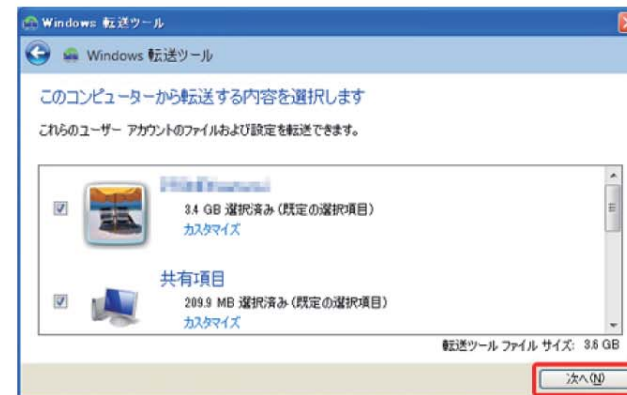 Windows 転送ツール
Windows 転送ツール
このコンピューターから転送する内容を選択します
これらのユーザー アカウントのファイルおよび設定を転送できます。
3.4 GB 選択済み (既定の選択項目)
カスタマイズ
共有項目
209.9 MB 選択済み (既定の選択項目)
カスタマイズ
転送ツール ファイル サイズ: 3.6 GB
次へ(N)